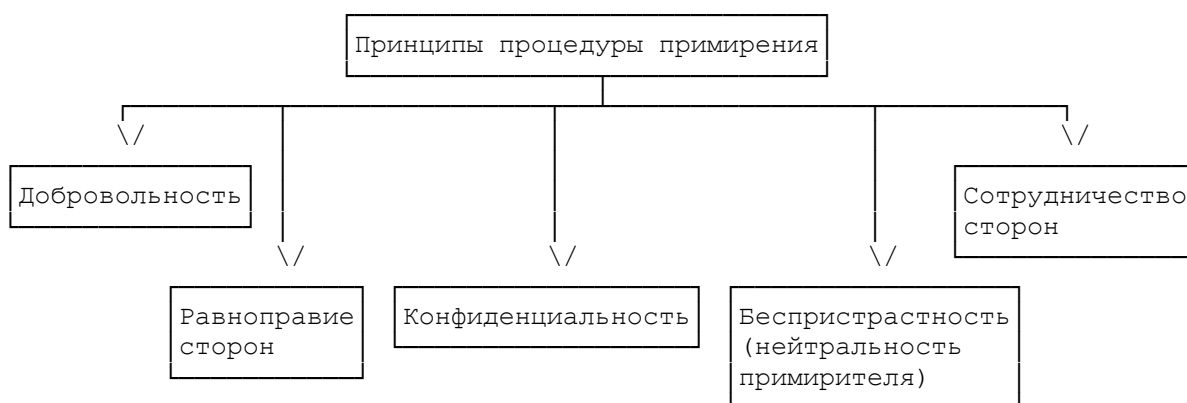 Принципы процедуры примирения
Добровольность
Сотрудничество
сторон
Равноправие
сторон
Конфиденциальность
Беспристрастность
(нейтральность
примирителя)